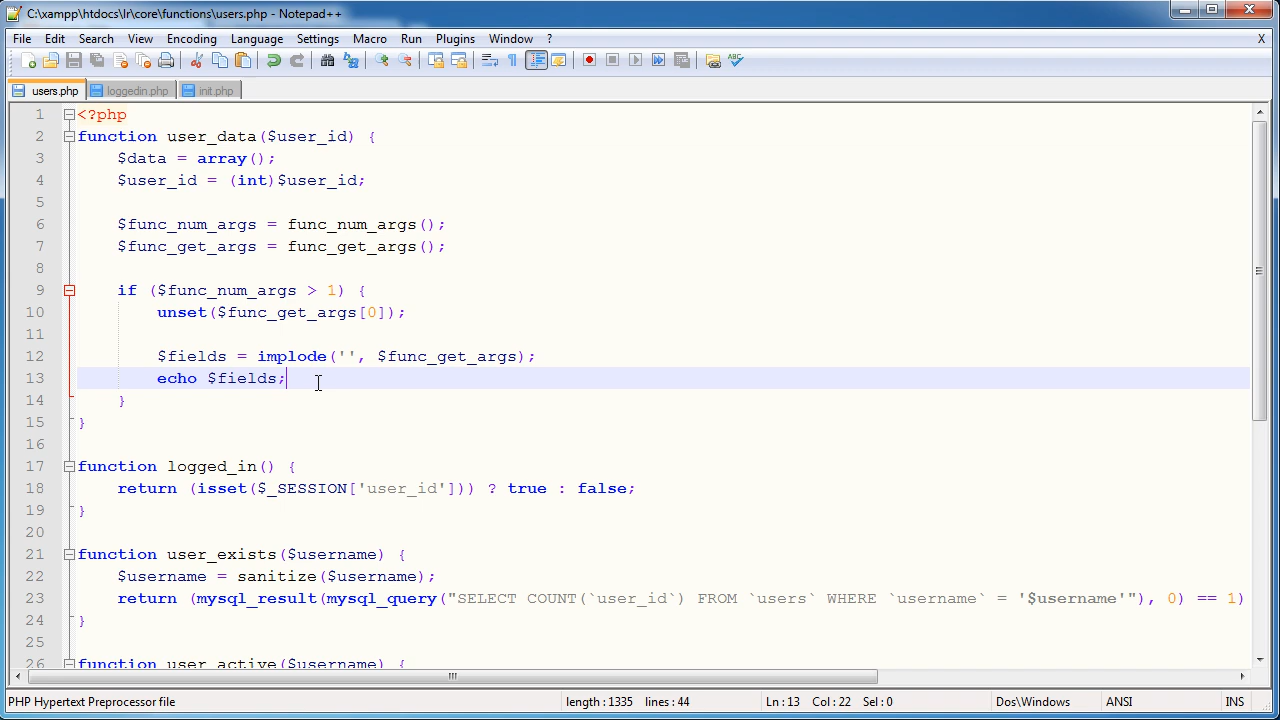 C:\xampp\htdocs\lr\core\functions\users.php - Notepad++
File Edit Search View Encoding Language Settings Macro Run Plugins Window ? X
users.php loggedin.php init.php
1 <?php
2 function user_data($user_id) {
3 $data = array();
4 $user_id = (int)$user_id;
5
6 $func_num_args = func_num_args();
7 $func_get_args = func_get_args();
8
9 if ($func_num_args > 1) {
10 unset($func_get_args[0]);
11
12 $fields = implode('', $func_get_args);
13 echo $fields;
14 }
15 }
16
17 function logged_in() {
18 return (isset($_SESSION['user_id'])) ? true : false;
19 }
20
21 function user_exists($username) {
22 $username = sanitize($username);
23 return (mysql_result(mysql_query("SELECT COUNT(`user_id`) FROM `users` WHERE `username` = '$username'"), 0) == 1)
24 }
25
26 function user_active($username) {
PHP Hypertext Preprocessor file length : 1335 lines : 44 Ln : 13 Col : 22 Sel : 0 Dos\Windows ANSI INS